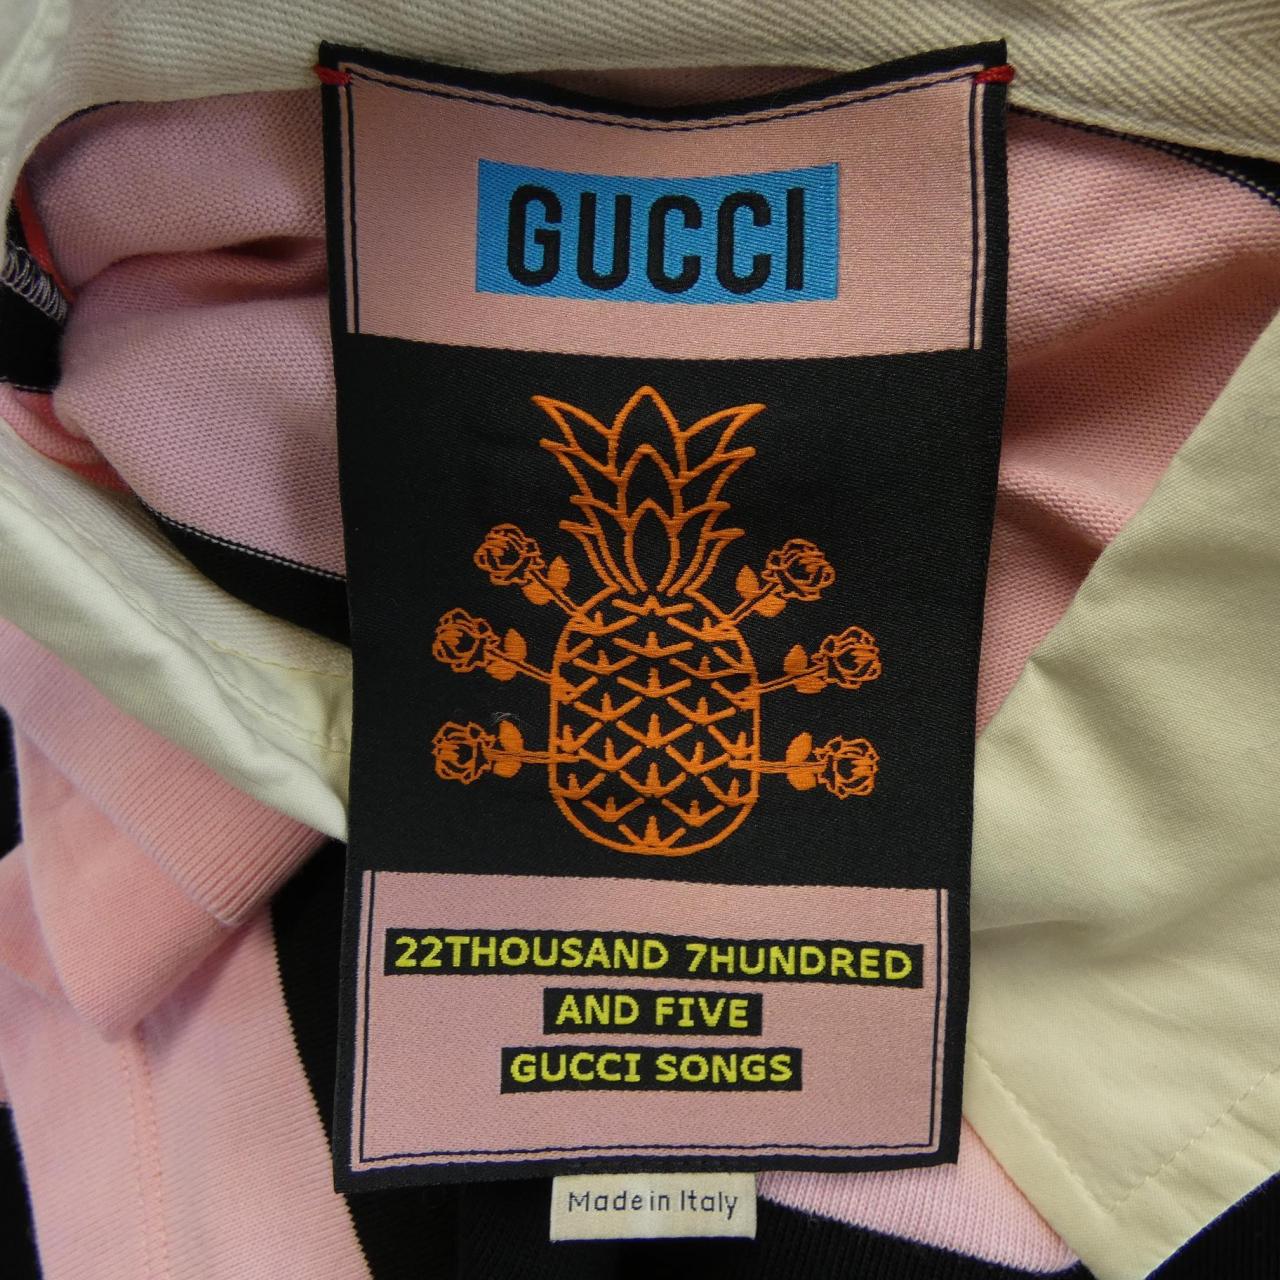 GUCCI
22THOUSAND 7HUNDRED
AND FIVE
GUCCI SONGS
Made in Italy